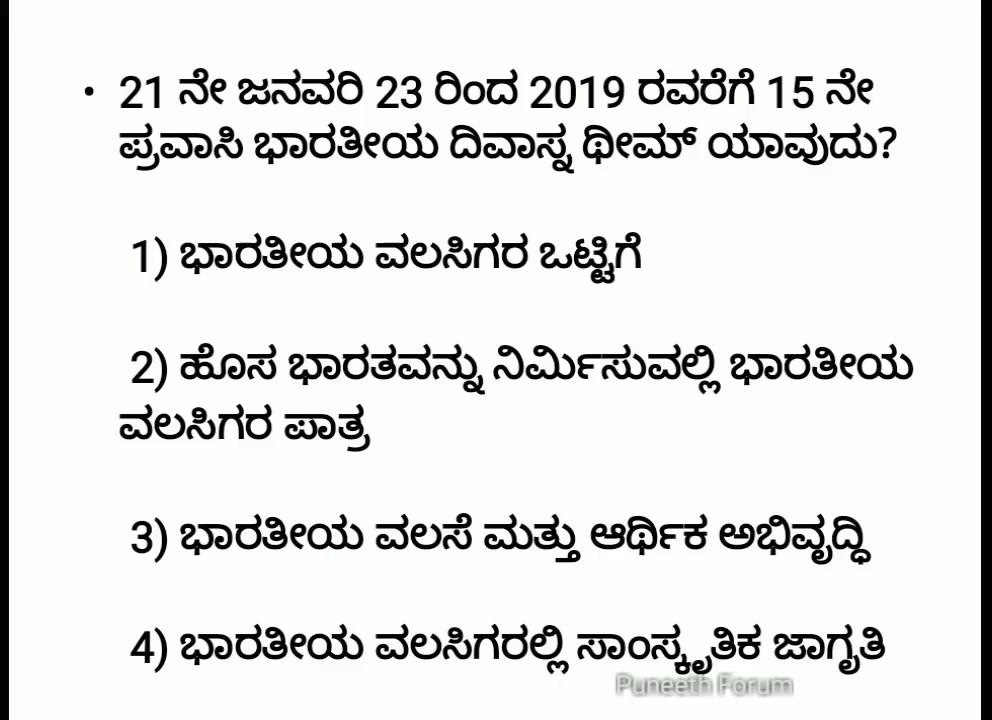 • 21 ನೇ ಜನವರಿ 23 ರಿಂದ 2019 ರವರೆಗೆ 15 ನೇ
ಪ್ರವಾಸಿ ಭಾರತೀಯ ದಿವಾಸ್ನ ಥೀಮ್ ಯಾವುದು?
1) ಭಾರತೀಯ ವಲಸಿಗರ ಒಟ್ಟಿಗೆ
2) ಹೊಸ ಭಾರತವನ್ನು ನಿರ್ಮಿಸುವಲ್ಲಿ ಭಾರತೀಯ
ವಲಸಿಗರ ಪಾತ್ರ
3) ಭಾರತೀಯ ವಲಸೆ ಮತ್ತು ಆರ್ಥಿಕ ಅಭಿವೃದ್ಧಿ
4) ಭಾರತೀಯ ವಲಸಿಗರಲ್ಲಿ ಸಾಂಸ್ಕೃತಿಕ ಜಾಗೃತಿ
Puneeth Forum